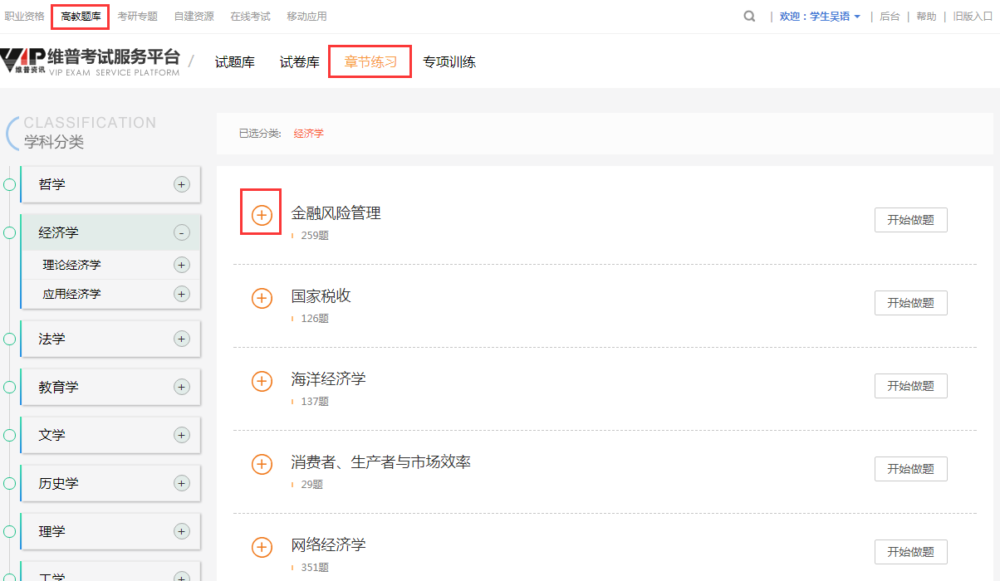 职业资格 高教题库 考研专题 自建资源 在线考试 移动应用 | 欢迎：学生吴语 | 后台 | 帮助 | 旧版入口
VIP 维普资讯 维普考试服务平台 / 试题库 试卷库 章节练习 专项训练
VIP EXAM SERVICE PLATFORM
CLASSIFICATION
学科分类
哲学
经济学
理论经济学
应用经济学
法学
教育学
文学
历史学
理学
工学
已选分类: 经济学
金融风险管理
259题
开始做题
国家税收
126题
开始做题
海洋经济学
137题
开始做题
消费者、生产者与市场效率
29题
开始做题
网络经济学
351题
开始做题